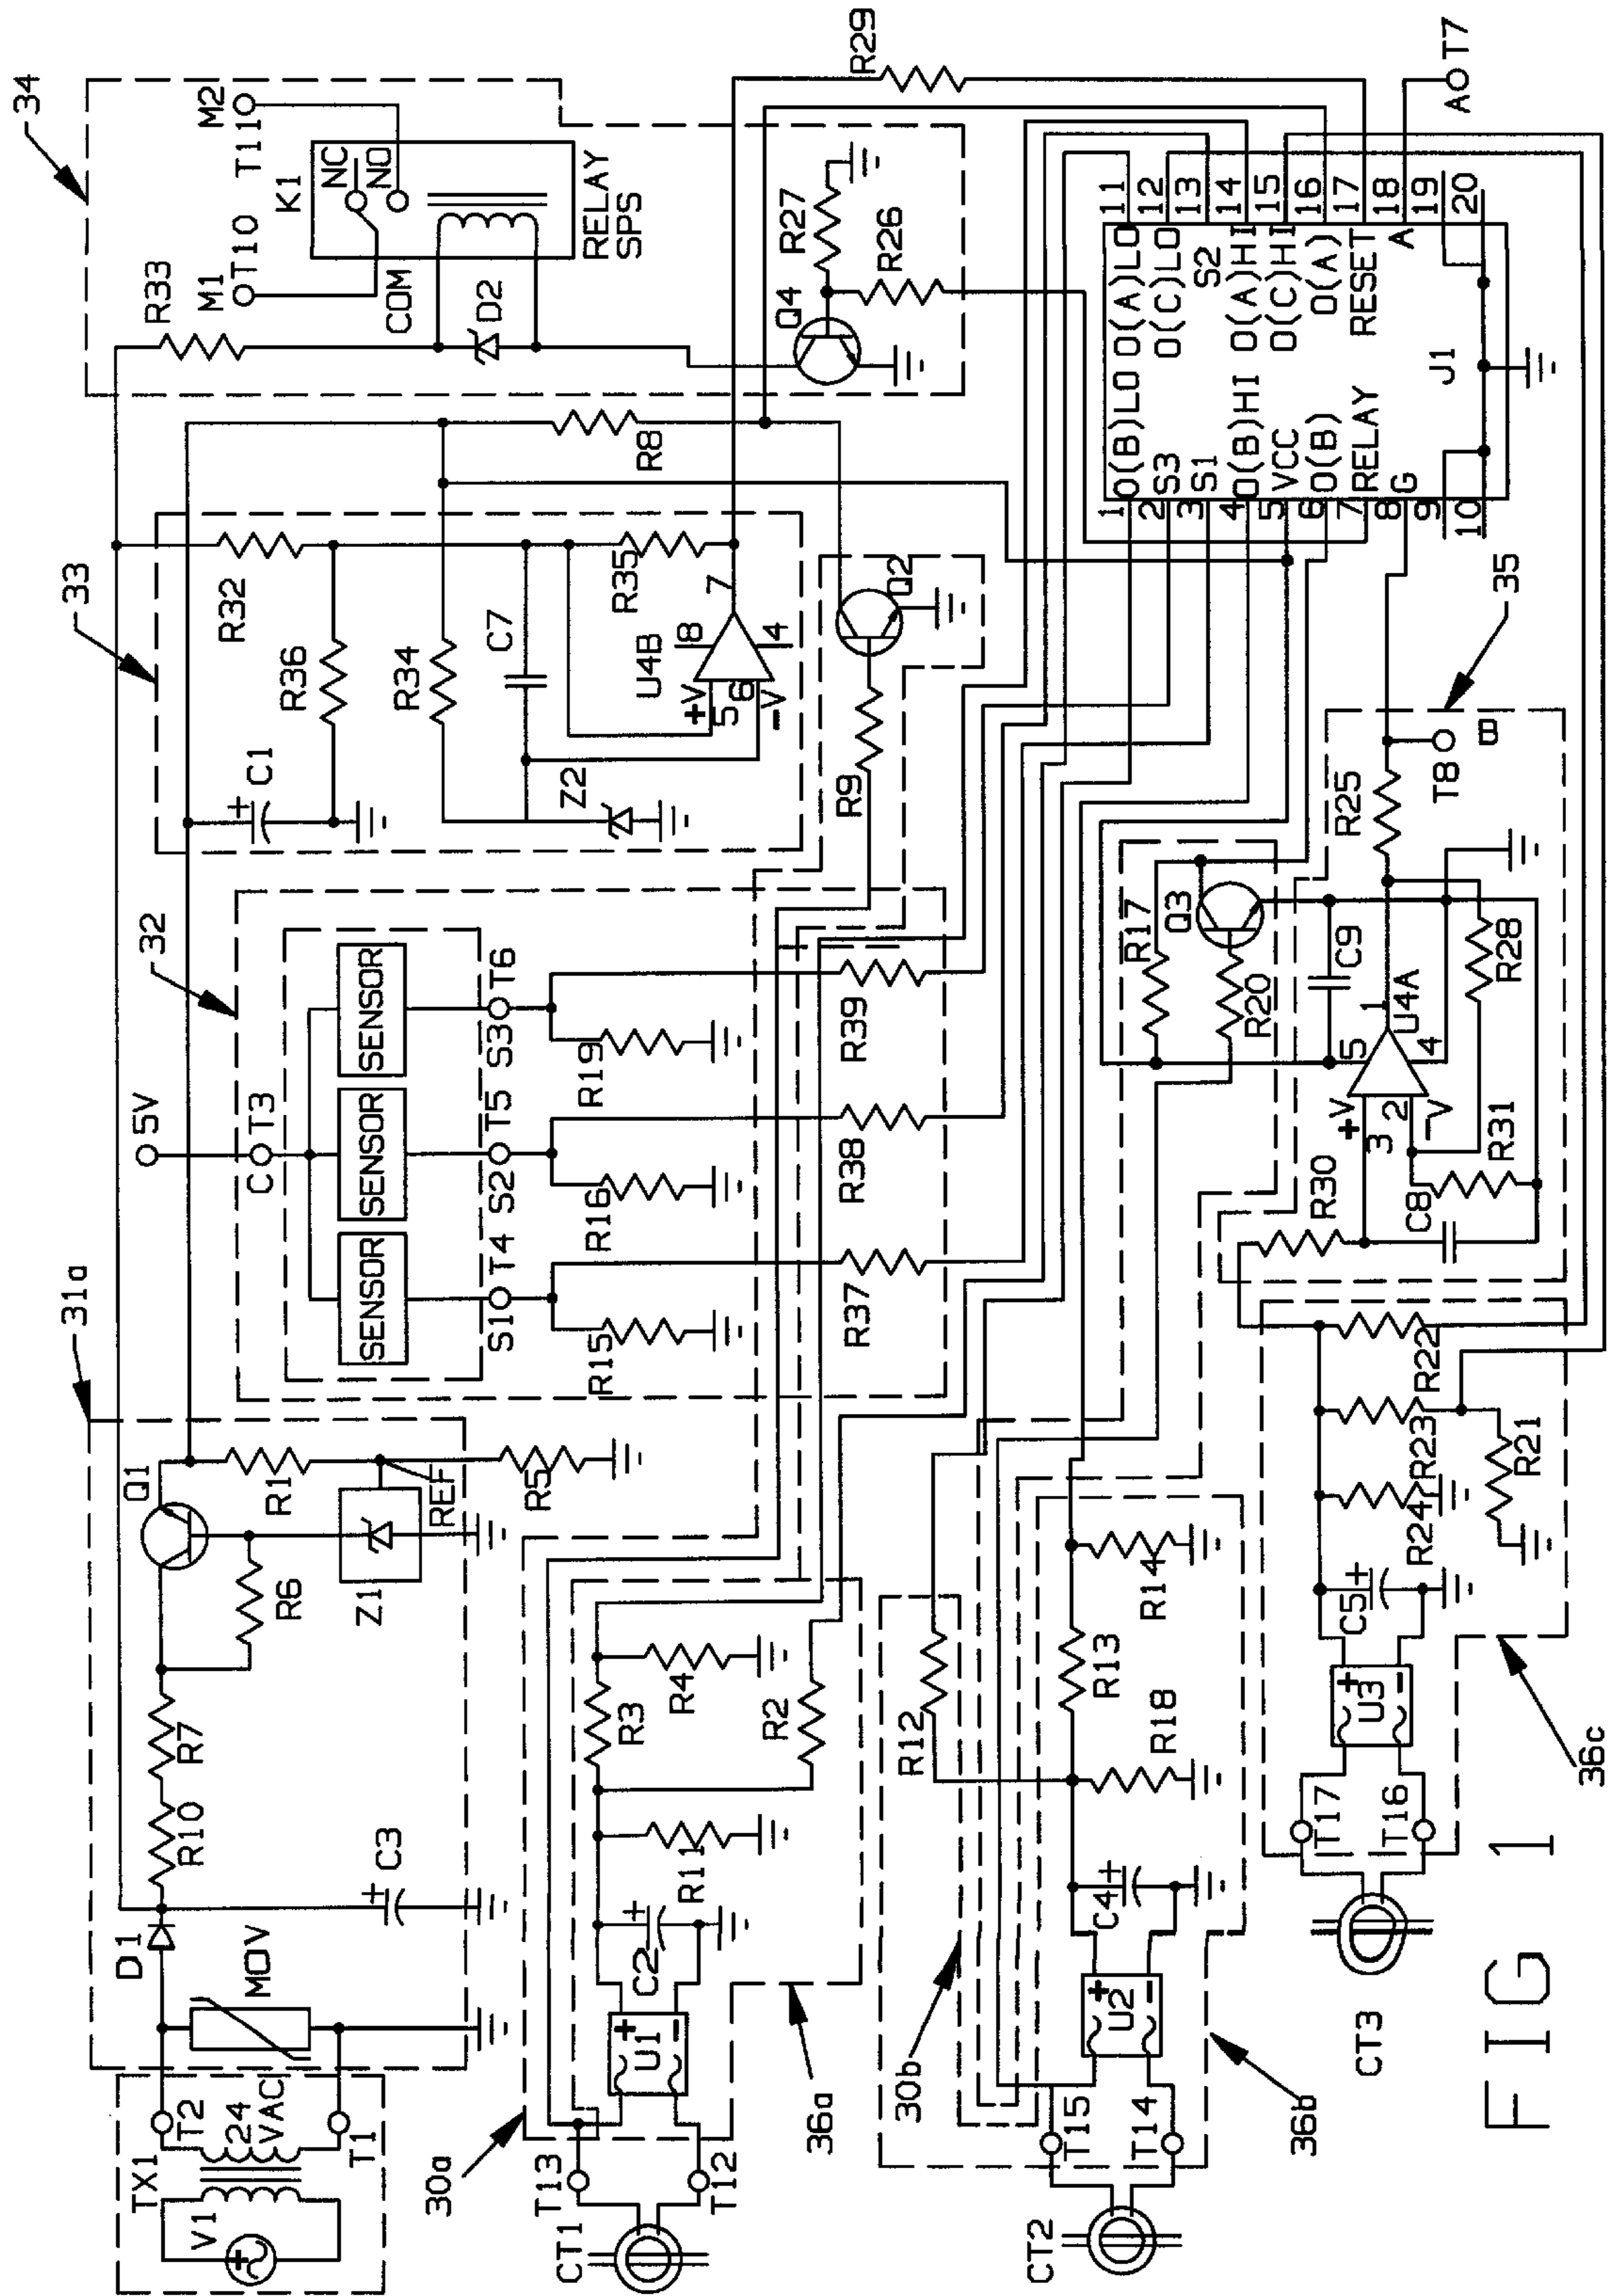 TX1
V1
24
VAC
T2
T1
D1
MOV
C3
R10
R7
R6
Q1
Z1
R1
REF
R5
31a
5V
C
T3
32
SENSOR
SENSOR
SENSOR
S1
T4
S2
T5
S3
T6
R15
R16
R19
R37
R38
R39
33
C1
R36
R32
R34
C7
Z2
U4B
R35
+V
5
6
-V
8
4
7
R9
Q2
R8
34
R33
M1
T10
M2
T11
K1
NC
NO
COM
RELAY
SPS
D2
Q4
R27
R26
R29
30a
CT1
T13
T12
U1
+
-
C2
R11
R3
R4
R2
36a
30b
CT2
T15
T14
U2
+
-
C4
R12
R18
R13
R14
36b
R17
Q3
R20
C9
CT3
T17
T16
U3
+
-
C5
R24
R23
R22
R21
36c
R30
C8
R31
+V
3
2
-V
5
4
1
U4A
R28
R25
T8
B
35
1 O(B)LO
2 S3
3 S1
4 O(B)HI
5 VCC
6 O(B)
7 RELAY
8 G
9
10
O(A)LO 11
O(C)LO 12
S2 13
O(A)HI 14
O(C)HI 15
O(A) 16
RESET 17
A 18
19
20
J1
A
T7
FIG 1